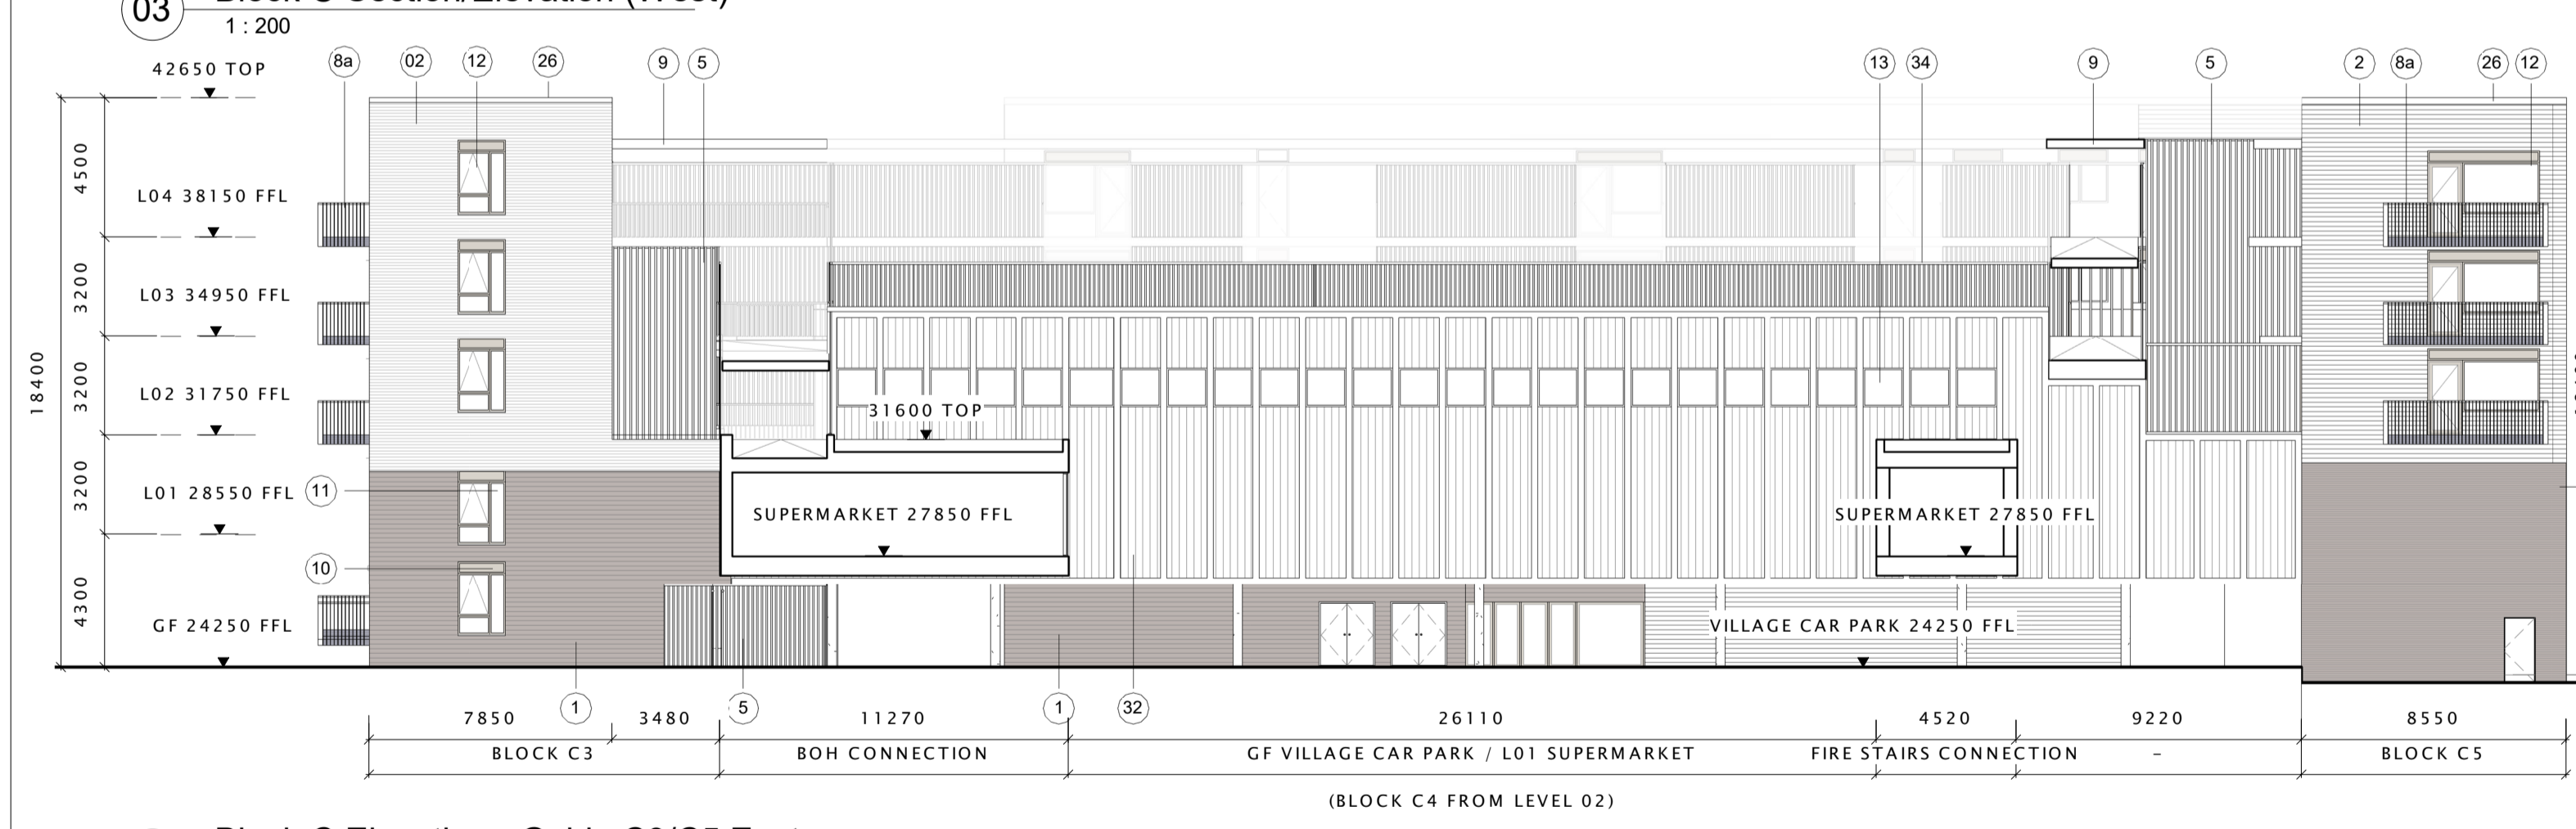 03
1 : 200
42650 TOP
8a
02
12
26
9
5
13
34
9
5
2
8a
26
12
4500
L04 38150 FFL
3200
L03 34950 FFL
18400
3200
L02 31750 FFL
31600 TOP
3200
L01 28550 FFL
11
SUPERMARKET 27850 FFL
SUPERMARKET 27850 FFL
10
4300
GF 24250 FFL
VILLAGE CAR PARK 24250 FFL
1
5
1
32
7850
3480
11270
26110
4520
9220
8550
BLOCK C3
BOH CONNECTION
GF VILLAGE CAR PARK / L01 SUPERMARKET
FIRE STAIRS CONNECTION
-
BLOCK C5
(BLOCK C4 FROM LEVEL 02)